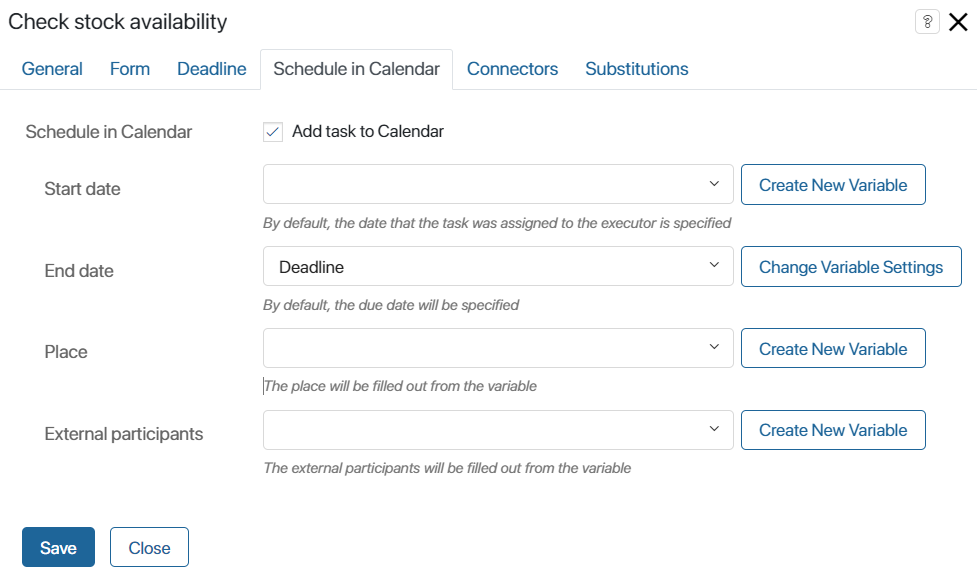 Check stock availability
?
General Form Deadline Schedule in Calendar Connectors Substitutions
Schedule in Calendar Add task to Calendar
Start date Create New Variable
By default, the date that the task was assigned to the executor is specified
End date Deadline Change Variable Settings
By default, the due date will be specified
Place Create New Variable
The place will be filled out from the variable
External participants Create New Variable
The external participants will be filled out from the variable
Save Close